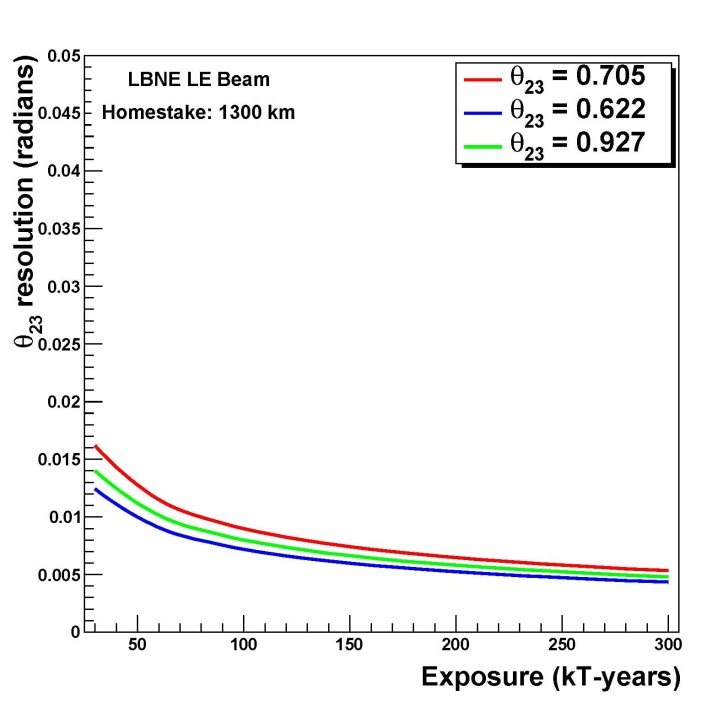 LBNE LE Beam
Homestake: 1300 km
θ23 = 0.705
θ23 = 0.622
θ23 = 0.927
θ23 resolution (radians)
0.05
0.045
0.04
0.035
0.03
0.025
0.02
0.015
0.01
0.005
0
50 100 150 200 250 300
Exposure (kT-years)